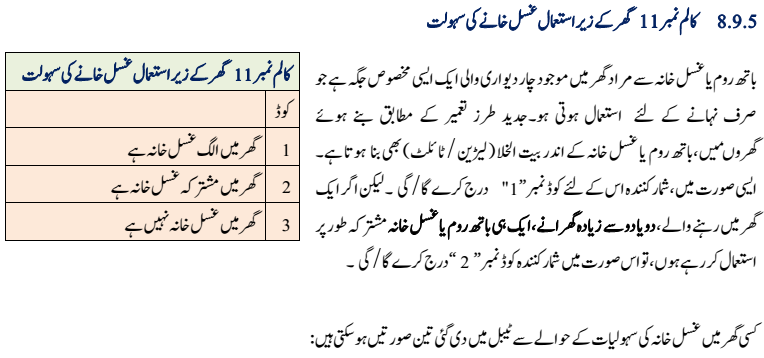 8.9.5 کالم نمبر 11 گھر کے زیر استعمال غسل خانے کی سہولت
باتھ روم یا غسل خانہ سے مراد گھر میں موجود چار دیواری والی ایک ایسی مخصوص جگہ ہے جو
صرف نہانے کے لئے استعمال ہوتی ہو۔ جدید طرز تعمیر کے مطابق بنے ہوئے
گھروں میں، باتھ روم یا غسل خانہ کے اندر بیت الخلا (لیٹرین/ ٹائلٹ) بھی بنا ہوتا ہے۔
ایسی صورت میں، شمار کنندہ اس کے لئے کوڈ نمبر ”1" درج کرے گا/ گی ۔ لیکن اگر ایک
گھر میں رہنے والے، دو یا دو سے زیادہ گھرانے، ایک ہی باتھ روم یا غسل خانہ مشترکہ طور پر
استعمال کر رہے ہوں، تو اس صورت میں شمار کنندہ کوڈ نمبر ” 2 “ درج کرے گا/ گی ۔
کالم نمبر 11 گھر کے زیر استعمال غسل خانے کی سہولت
کوڈ
1 گھر میں الگ غسل خانہ ہے
2 گھر میں مشترکہ غسل خانہ ہے
3 گھر میں غسل خانہ نہیں ہے
کسی گھر میں غسل خانہ کی سہولیات کے حوالے سے ٹیبل میں دی گئی تین صورتیں ہو سکتی ہیں: